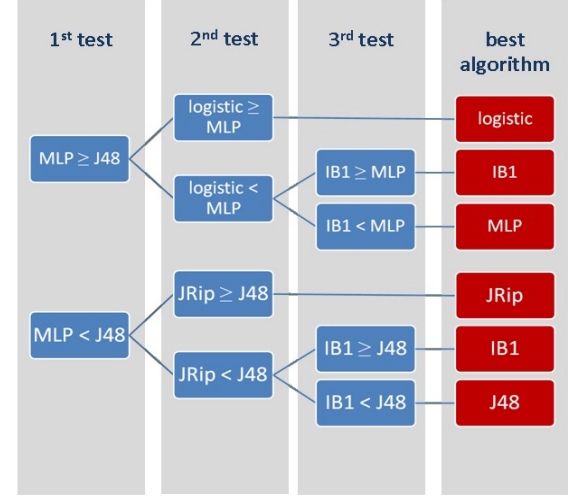 1st test
2nd test
3rd test
best
algorithm
logistic ≥
MLP
logistic
MLP ≥ J48
IB1 ≥ MLP
IB1
logistic <
MLP
IB1 < MLP
MLP
JRip ≥ J48
JRip
MLP < J48
IB1 ≥ J48
IB1
JRip < J48
IB1 < J48
J48